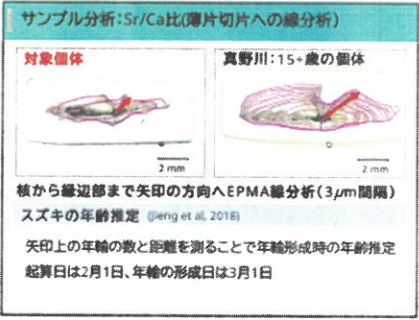 サンプル分析:Sr/Ca比(薄片切片への線分析)
対象個体
真野川:15+歳の個体
2 mm
2 mm
核から縁辺部まで矢印の方向へEPMA線分析(3μm間隔)
スズキの年齢推定 (Jieng et al, 2018)
矢印上の年輪の数と距離を測ることで年輪形成時の年齢推定
起算日は2月1日、年輪の形成日は3月1日